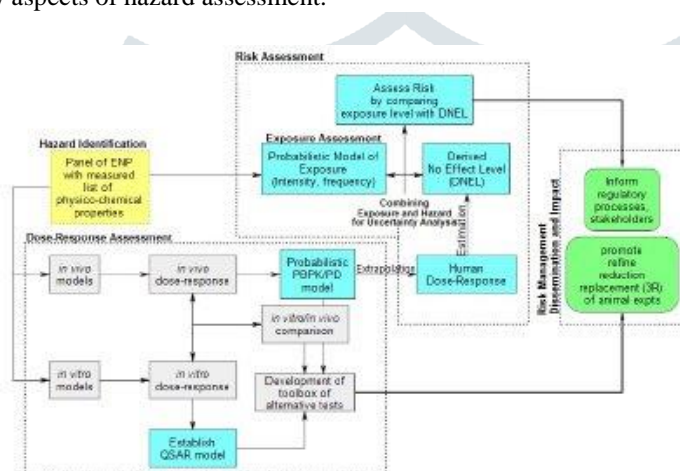 aspects of hazard assessment.
Risk Assessment
Assess Risk
by comparing
exposure level with DNEL
Hazard Identification
Panel of ENP
with measured
list of
physico-chemical
properties
Exposure Assessment
Probabilistic Model of
Exposure
(Intensity, frequency)
Derived
No Effect Level
(DNEL)
Combining
Exposure and Hazard
for Uncertainty Analysis
Estimation
Inform
regulatory
processes,
stakeholders
promote
refine
reduction
replacement (3R)
of animal expts
Risk Management
Dissemination and Impact
Dose-Response Assessment
in vivo
models
in vivo
dose-response
Probabilistic
PBPK/PD
model
Extrapolation
Human
Dose-Response
in vitro/in vivo
comparison
in vitro
models
in vitro
dose-response
Development of
toolbox of
alternative tests
Establish
QSAR model